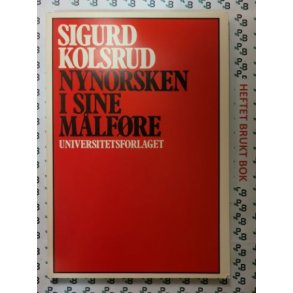 SIGURD
KOLSRUD
NYNORSKEN
I SINE
MÅLFØRE
UNIVERSITETSFORLAGET
HEFTET BRUKT BOK